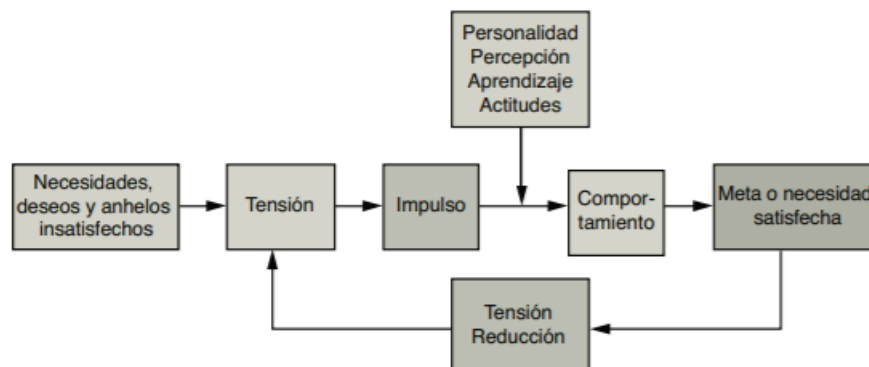 Personalidad
Percepción
Aprendizaje
Actitudes
Necesidades,
deseos y anhelos
insatisfechos
Tensión
Impulso
Compor-
tamiento
Meta o necesidad
satisfecha
Tensión
Reducción